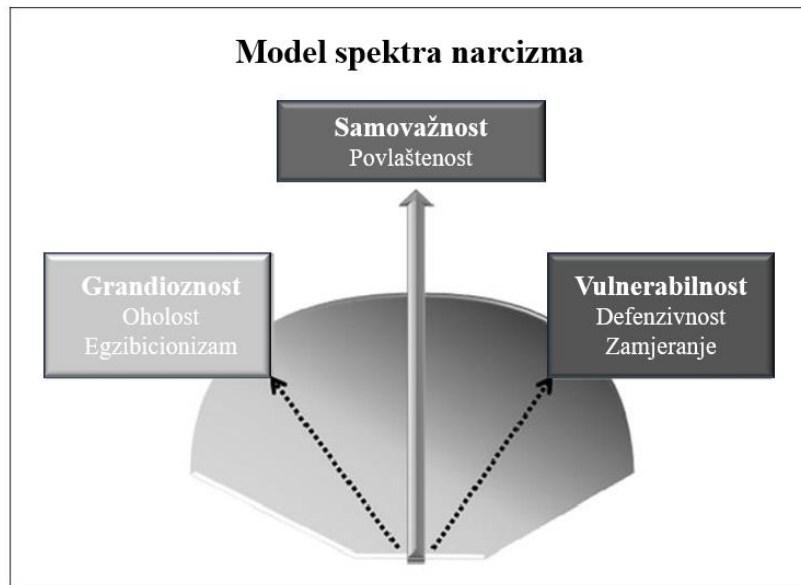 Model spektra narcizma
Samovažnost
Povlaštenost
Grandioznost
Oholost
Egzibicionizam
Vulnerabilnost
Defenzivnost
Zamjeranje